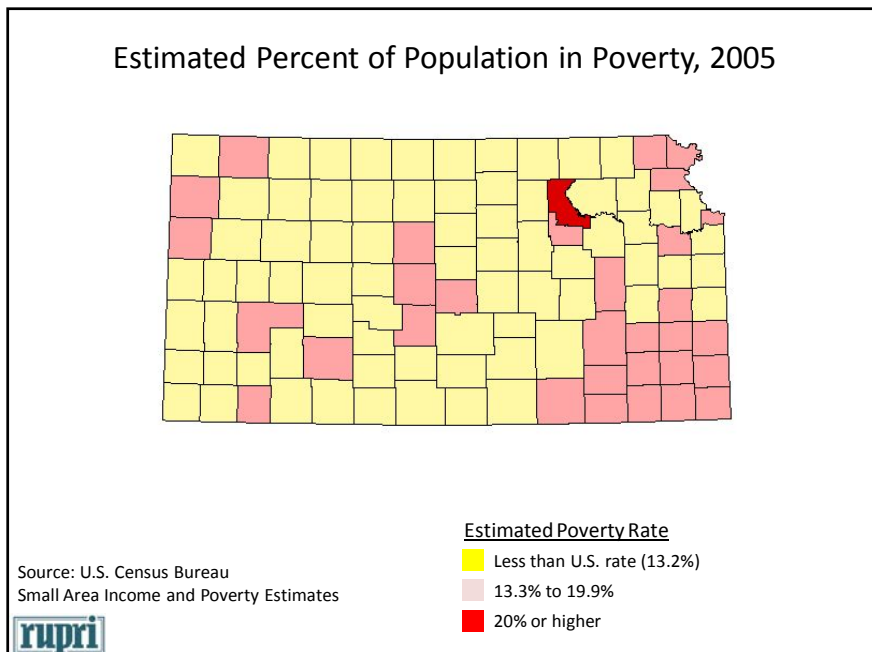 Estimated Percent of Population in Poverty, 2005
Estimated Poverty Rate
Less than U.S. rate (13.2%)
13.3% to 19.9%
20% or higher
Source: U.S. Census Bureau
Small Area Income and Poverty Estimates
rupri